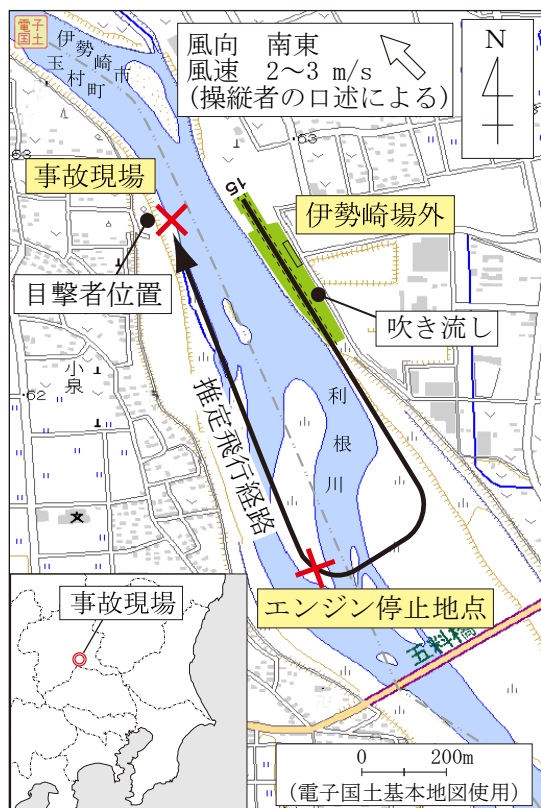 電子
国土
伊勢崎市
玉村町
風向 南東
風速 2～3 m/s
(操縦者の口述による)
N
63
63
事故現場
15
伊勢崎場外
目撃者位置
吹き流し
小泉
62
利根川
推定飛行経路
エンジン停止地点
事故現場
五料橋
0 200m
(電子国土基本地図使用)